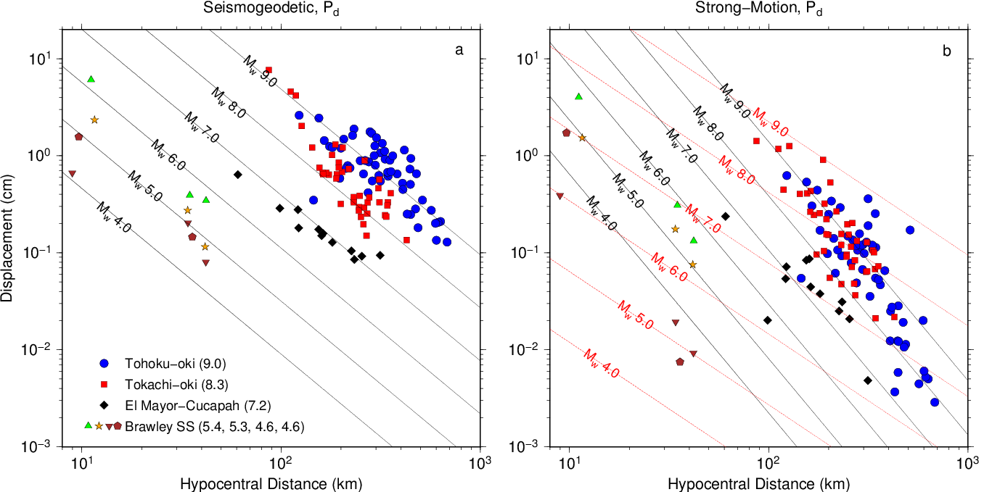 Seismogeodetic, Pd
a
Displacement (cm)
10¹
10⁰
10⁻¹
10⁻²
10⁻³
Mw 9.0
Mw 8.0
Mw 7.0
Mw 6.0
Mw 5.0
Mw 4.0
Tohoku−oki (9.0)
Tokachi−oki (8.3)
El Mayor−Cucapah (7.2)
Brawley SS (5.4, 5.3, 4.6, 4.6)
10¹ 10² 10³
Hypocentral Distance (km)
Strong−Motion, Pd
b
10¹
10⁰
10⁻¹
10⁻²
10⁻³
Mw 9.0
Mw 8.0
Mw 7.0
Mw 6.0
Mw 5.0
Mw 4.0
Mw 9.0
Mw 8.0
Mw 7.0
Mw 6.0
Mw 5.0
Mw 4.0
10¹ 10² 10³
Hypocentral Distance (km)